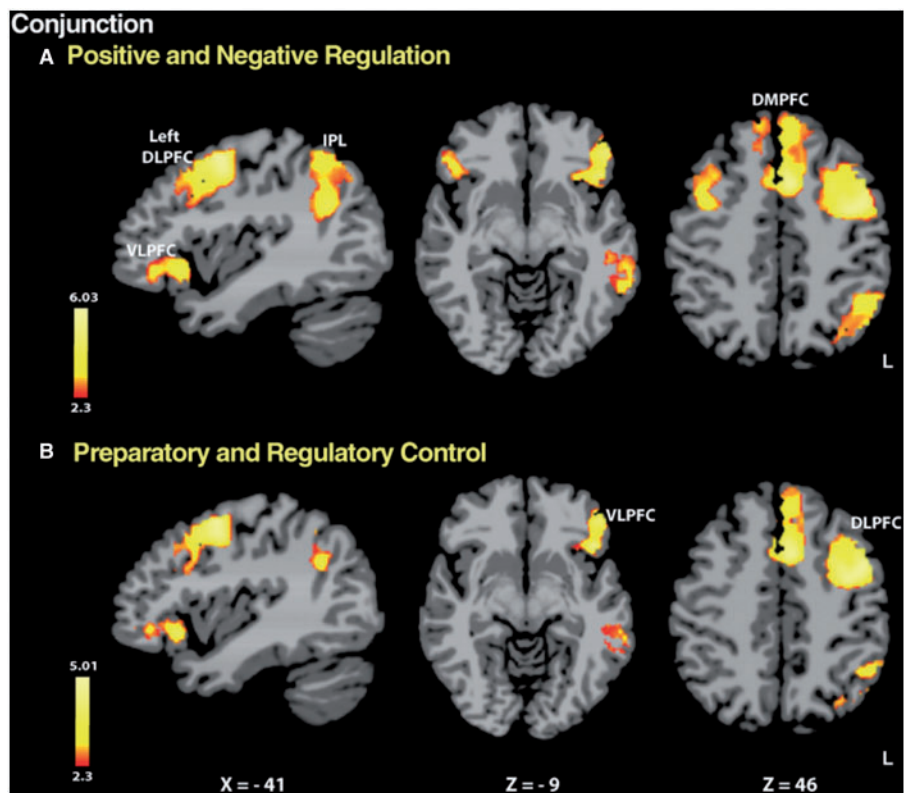 Conjunction
A Positive and Negative Regulation
DMPFC
Left
DLPFC
IPL
VLPFC
6.03
2.3
L
B Preparatory and Regulatory Control
VLPFC
DLPFC
5.01
2.3
L
X = - 41
Z = - 9
Z = 46